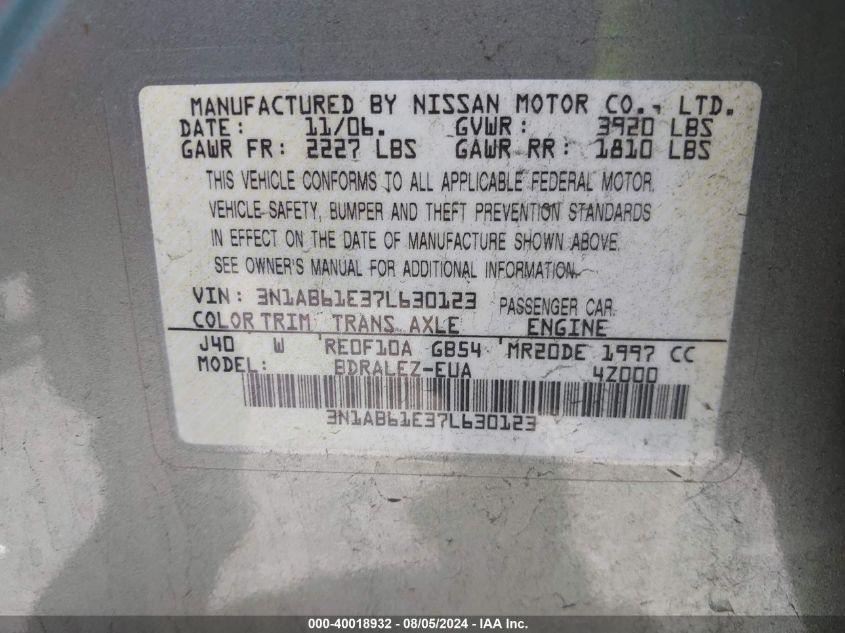 MANUFACTURED BY NISSAN MOTOR CO., LTD.
DATE: 11/06. GVWR: 3920 LBS
GAWR FR: 2227 LBS GAWR RR: 1810 LBS
THIS VEHICLE CONFORMS TO ALL APPLICABLE FEDERAL MOTOR
VEHICLE SAFETY, BUMPER AND THEFT PREVENTION STANDARDS
IN EFFECT ON THE DATE OF MANUFACTURE SHOWN ABOVE.
SEE OWNER'S MANUAL FOR ADDITIONAL INFORMATION.
VIN: 3N1AB61E37L630123 PASSENGER CAR
COLOR TRIM TRANS AXLE ENGINE
J40 W RE0F10A GB54 MR20DE 1997 CC
MODEL: BDRALEZ-EUA 4Z000
3N1AB61E37L630123
000-40018932 - 08/05/2024 - IAA Inc.